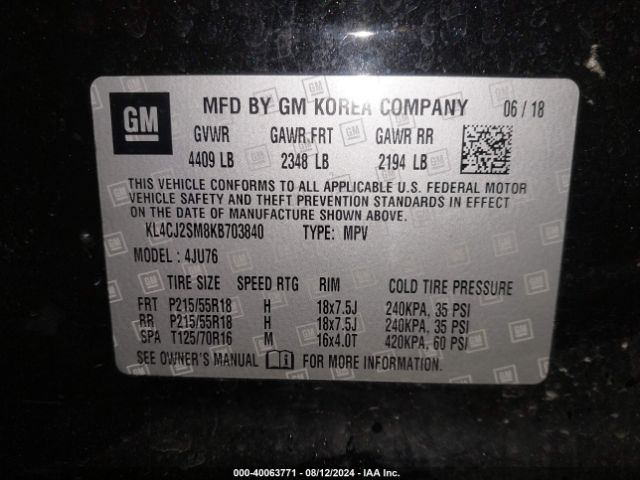 GM MFD BY GM KOREA COMPANY 06/18
GVWR GAWR FRT GAWR RR
4409 LB 2348 LB 2194 LB
THIS VEHICLE CONFORMS TO ALL APPLICABLE U.S. FEDERAL MOTOR
VEHICLE SAFETY AND THEFT PREVENTION STANDARDS IN EFFECT
ON THE DATE OF MANUFACTURE SHOWN ABOVE.
KL4CJ2SM8KB703840 TYPE: MPV
MODEL : 4JU76
TIRE SIZE SPEED RTG RIM COLD TIRE PRESSURE
FRT P215/55R18 H 18x7.5J 240KPA, 35 PSI
RR P215/55R18 H 18x7.5J 240KPA, 35 PSI
SPA T125/70R16 M 16x4.0T 420KPA, 60 PSI
SEE OWNER'S MANUAL FOR MORE INFORMATION.
000-40063771 - 08/12/2024 - IAA Inc.